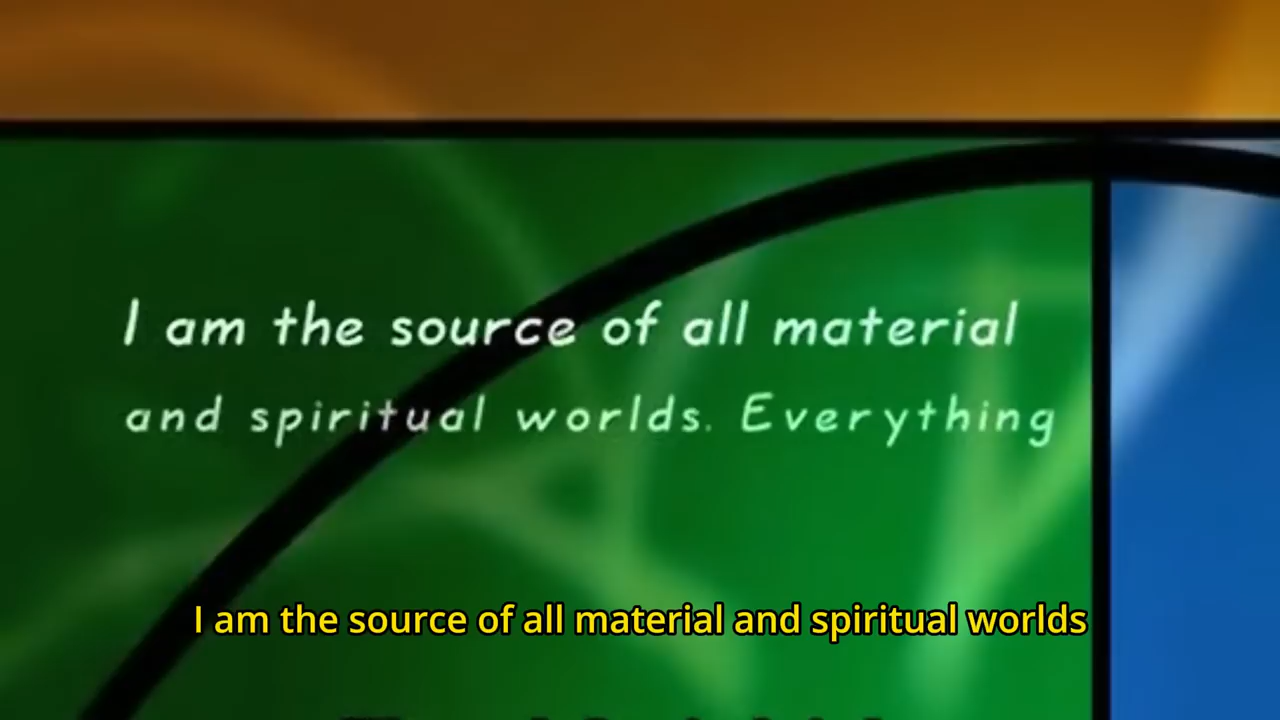 I am the source of all material
and spiritual worlds. Everything
I am the source of all material and spiritual worlds